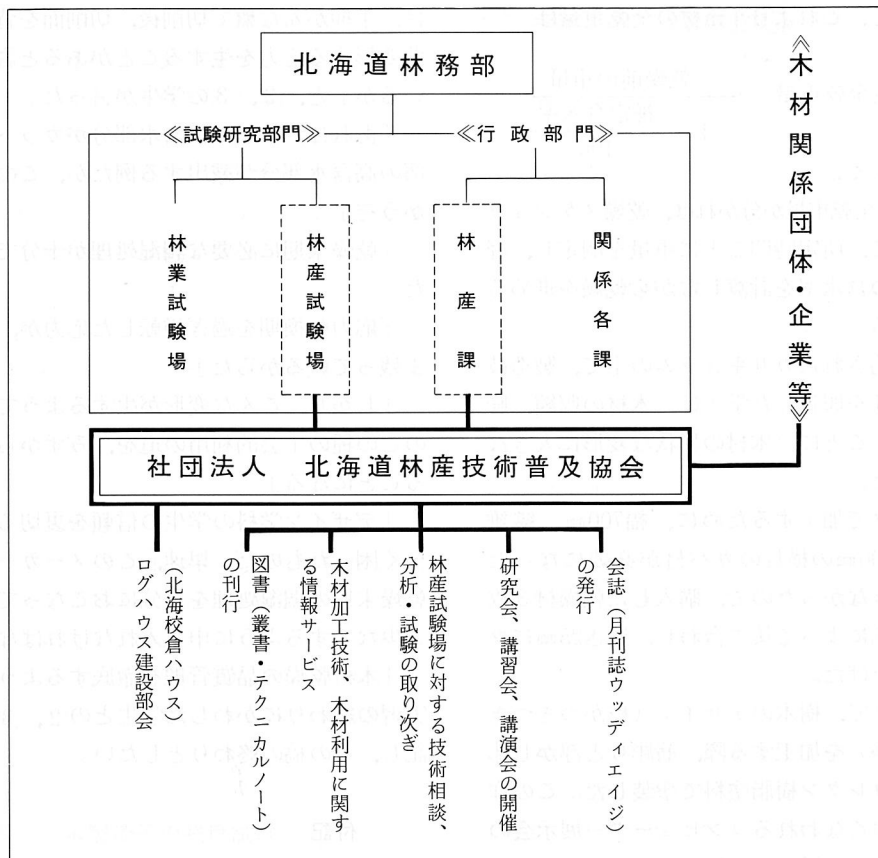 北海道林務部
≪試験研究部門≫
≪行政部門≫
≪木材関係団体・企業等≫
林業試験場
林産試験場
林産課
関係各課
社団法人 北海道林産技術普及協会
会誌（月刊誌ウッディエイジ）
の発行
研究会、講習会、講演会の開催
林産試験場に対する技術相談、
分析・試験の取り次ぎ
木材加工技術、木材利用に関す
る情報サービス
図書（叢書・テクニカルノート）
の刊行
（北海校倉ハウス）
ログハウス建設部会